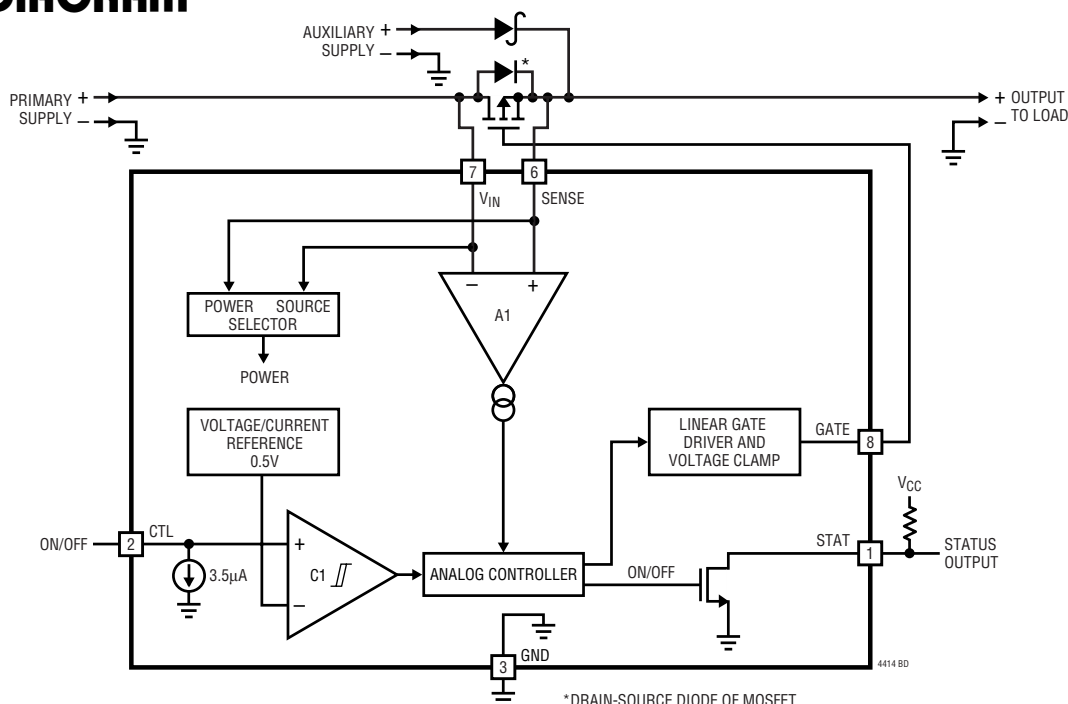 AUXILIARY +
SUPPLY –
*
PRIMARY +
SUPPLY –
+ OUTPUT
– TO LOAD
7
6
VIN
SENSE
– +
A1
POWER SOURCE
SELECTOR
POWER
VOLTAGE/CURRENT
REFERENCE
0.5V
LINEAR GATE
DRIVER AND
VOLTAGE CLAMP
GATE
8
VCC
ON/OFF
2
CTL
+
–
C1
3.5µA
ANALOG CONTROLLER
ON/OFF
STAT
1
STATUS
OUTPUT
3
GND
4414 BD
*DRAIN-SOURCE DIODE OF MOSFET